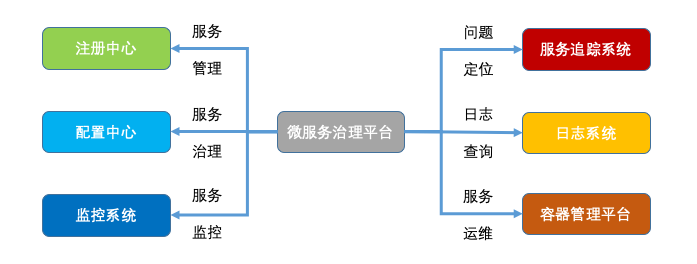 注册中心
服务
管理
配置中心
服务
治理
监控系统
服务
监控
微服务治理平台
问题
定位
服务追踪系统
日志
查询
日志系统
服务
运维
容器管理平台